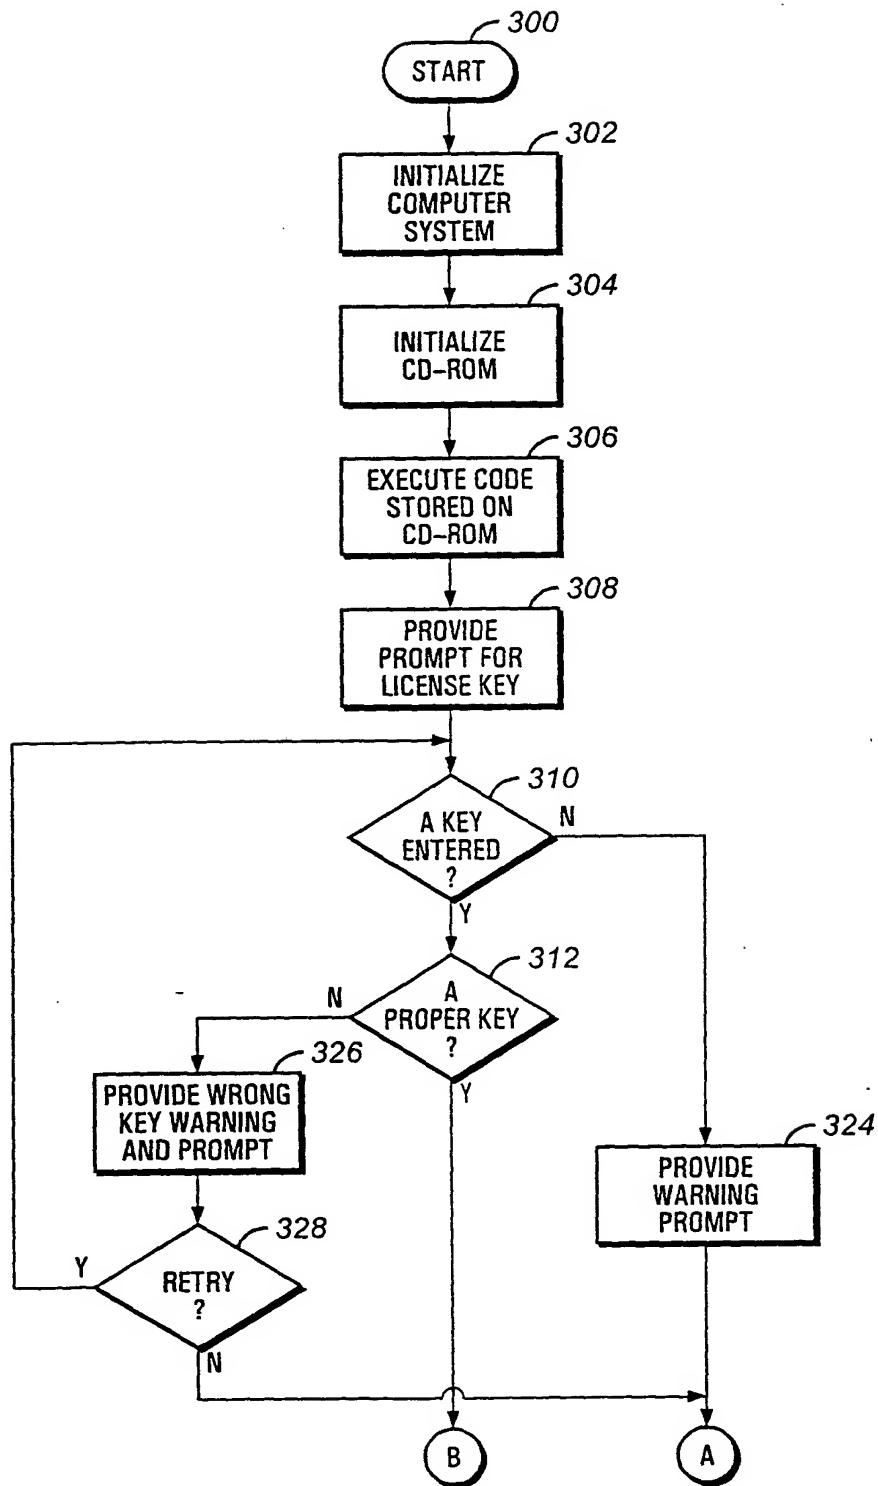 300
START
302
INITIALIZE
COMPUTER
SYSTEM
304
INITIALIZE
CD-ROM
306
EXECUTE CODE
STORED ON
CD-ROM
308
PROVIDE
PROMPT FOR
LICENSE KEY
310
A KEY
ENTERED
?
N
Y
312
A
PROPER KEY
?
N
Y
326
PROVIDE WRONG
KEY WARNING
AND PROMPT
324
PROVIDE
WARNING
PROMPT
328
RETRY
?
Y
N
B
A